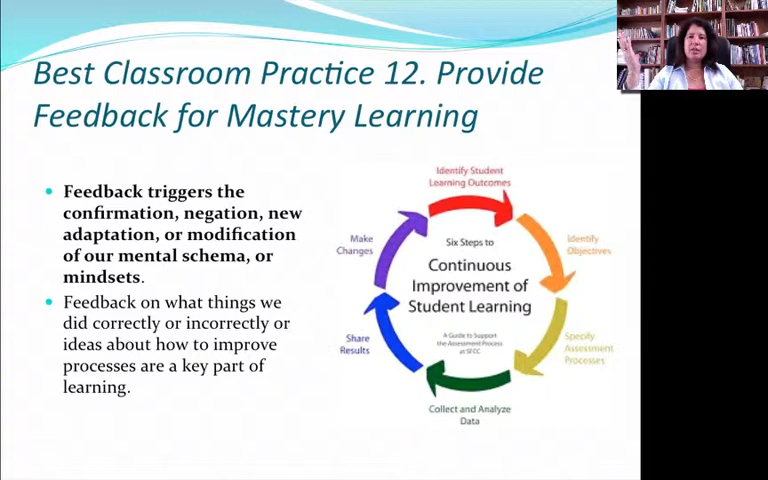 Best Classroom Practice 12. Provide
Feedback for Mastery Learning
Feedback triggers the
confirmation, negation, new
adaptation, or modification
of our mental schema, or
mindsets.
Feedback on what things we
did correctly or incorrectly or
ideas about how to improve
processes are a key part of
learning.
Identify Student
Learning Outcomes
Identify
Objectives
Specify
Assessment
Processes
Collect and Analyze
Data
Share
Results
Make
Changes
Six Steps to
Continuous
Improvement of
Student Learning
A Guide to Support
the Assessment Process
at SFCC